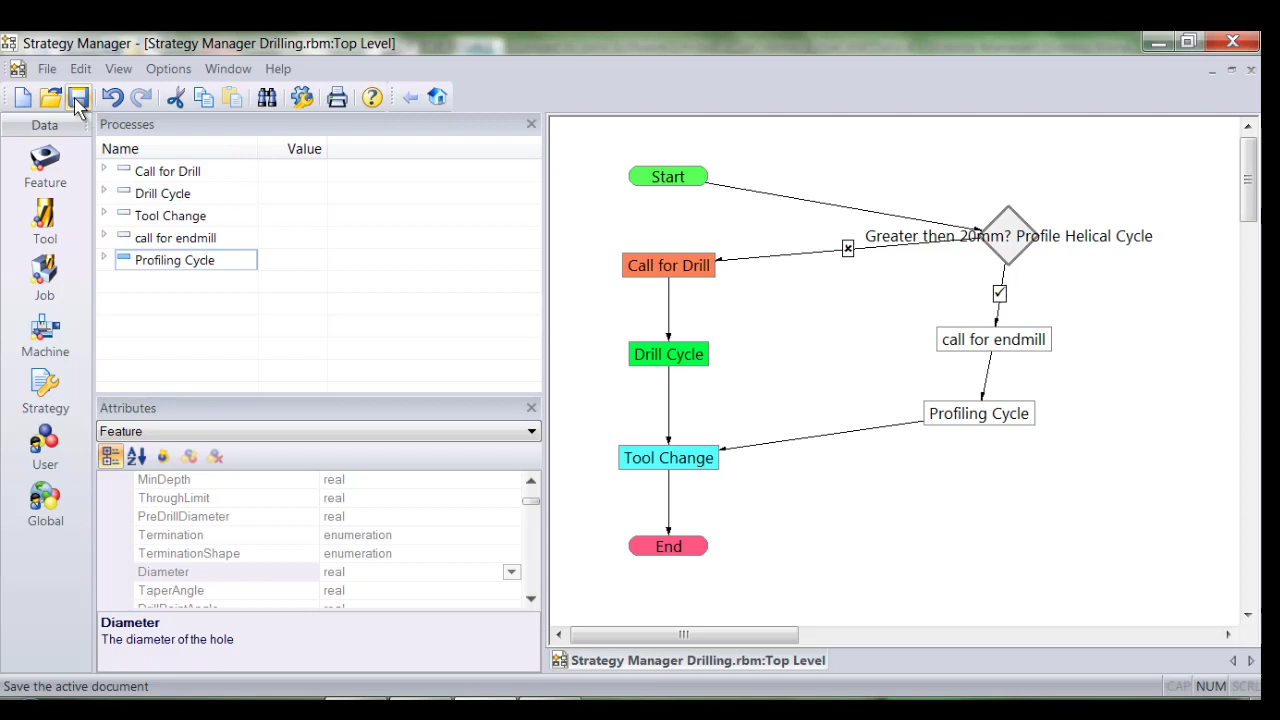 Strategy Manager - [Strategy Manager Drilling.rbm:Top Level]
File Edit View Options Window Help
Data
Feature
Tool
Job
Machine
Strategy
User
Global
Processes
Name Value
Call for Drill
Drill Cycle
Tool Change
call for endmill
Profiling Cycle
Attributes
Feature
MinDepth real
ThroughLimit real
PreDrillDiameter real
Termination enumeration
TerminationShape enumeration
Diameter real
TaperAngle real
DrillPointAngle real
Diameter
The diameter of the hole
Start
Greater then 20mm? Profile Helical Cycle
Call for Drill
call for endmill
Drill Cycle
Profiling Cycle
Tool Change
End
Strategy Manager Drilling.rbm:Top Level
Save the active document
CAP NUM SCRL